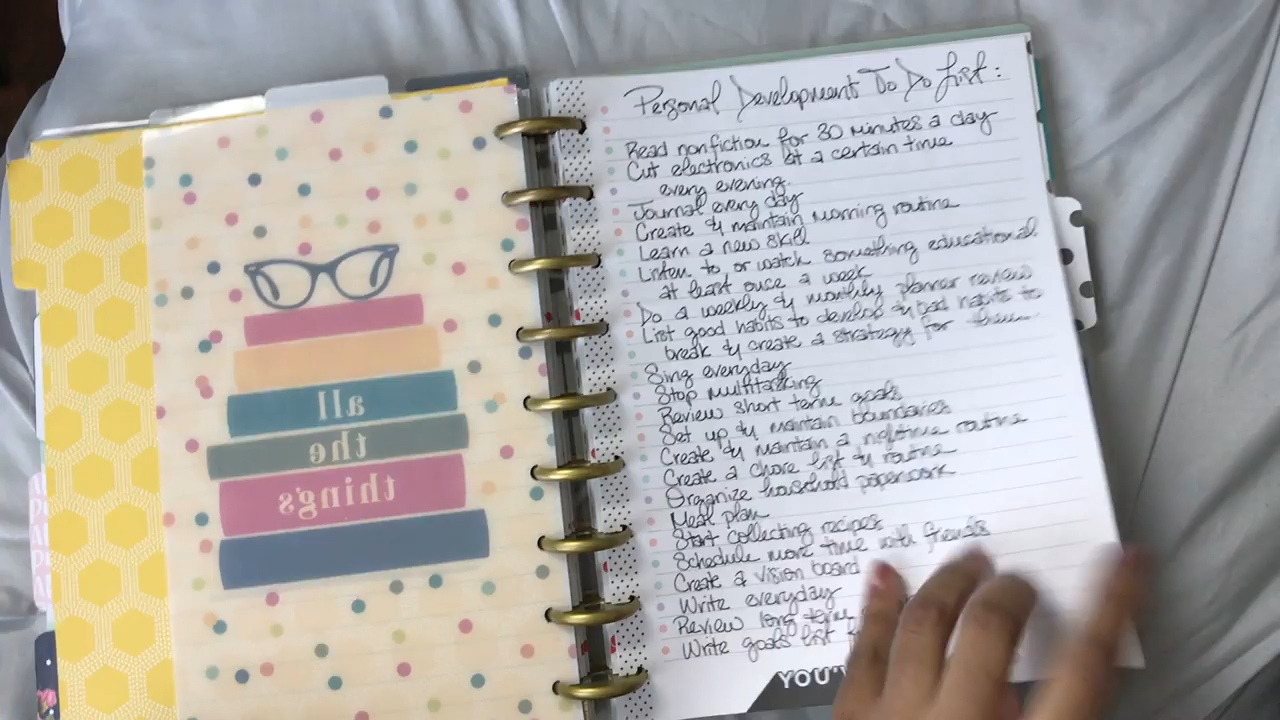 all
the
things
Personal Development To Do List:
Read nonfiction for 30 minutes a day
Cut electronics at a certain time
every evening.
Journal every day
Create & maintain morning routine
Learn a new skill
Listen to or watch something educational
at least once a week
Do a weekly & monthly planner review
List good habits to develop & bad habits to
break & create a strategy for them
Sing everyday
Stop multitasking
Review short term goals
Set up & maintain boundaries
Create & maintain a nightime routine
Create a chore list & routine
Organize household paperwork
Meal plan
Start collecting recipes
Schedule more time with friends
Create a vision board
Write everyday
Review long term
Write goals list
YOU'V